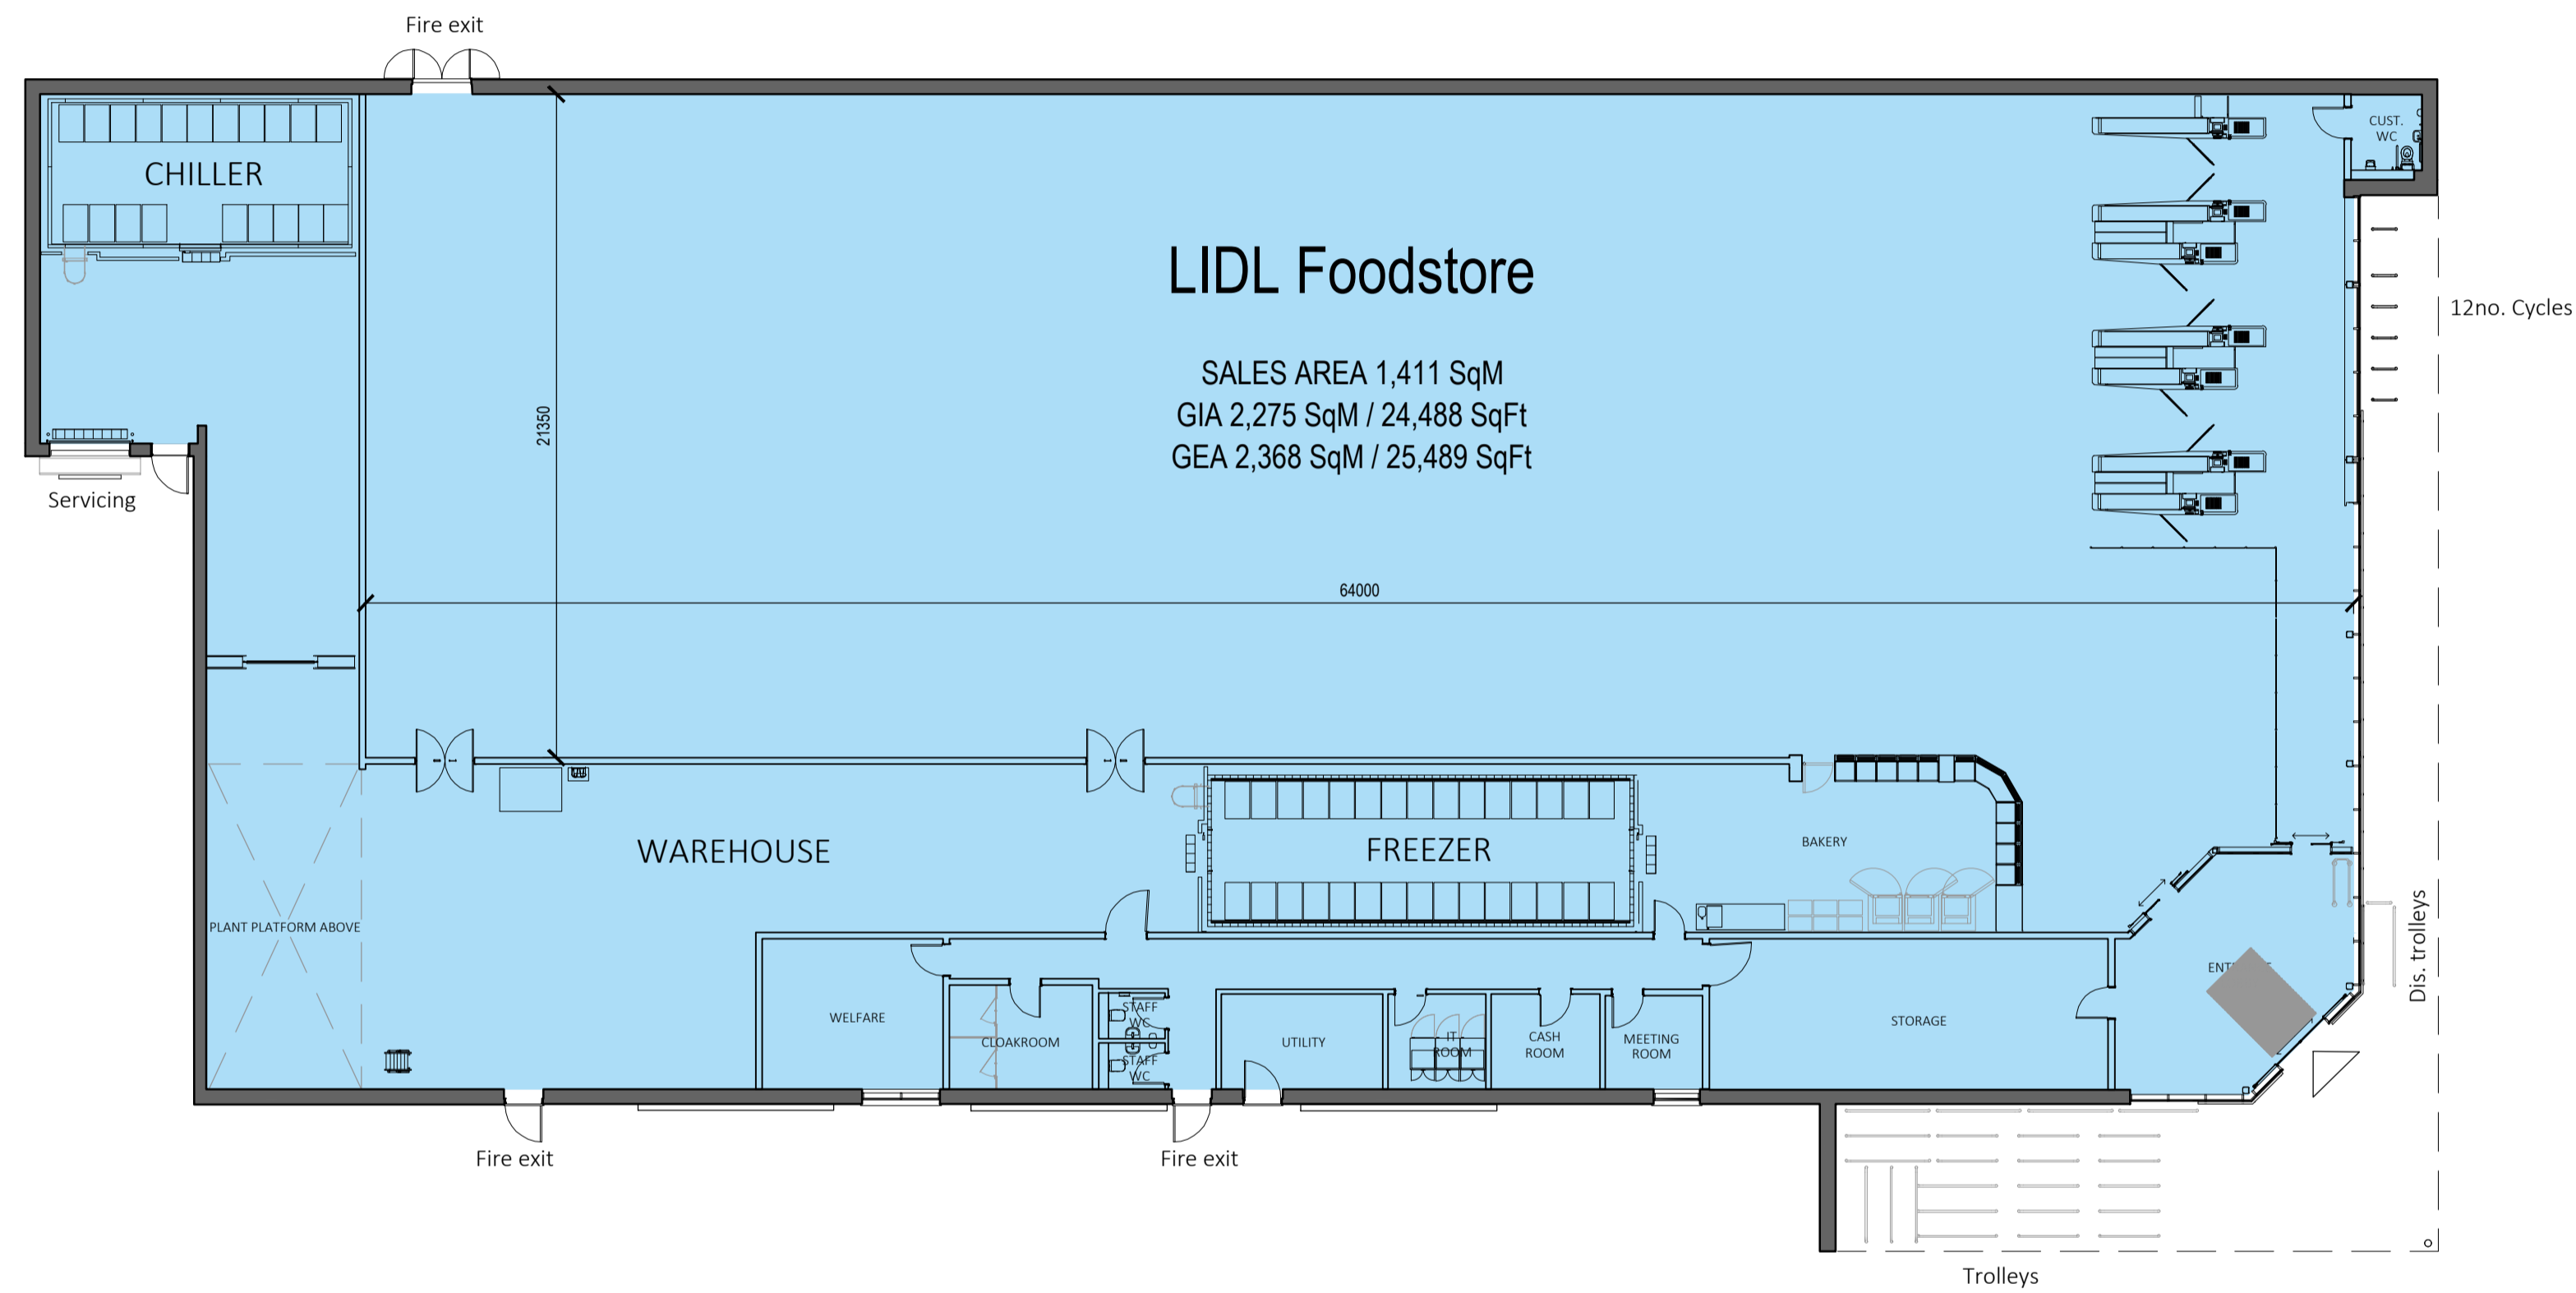 Fire exit
CUST.
WC
CHILLER
LIDL Foodstore
12no. Cycles
SALES AREA 1,411 SqM
GIA 2,275 SqM / 24,488 SqFt
GEA 2,368 SqM / 25,489 SqFt
21350
Servicing
64000
WAREHOUSE
FREEZER
BAKERY
PLANT PLATFORM ABOVE
Dis. trolleys
WELFARE
CLOAKROOM
STAFF
WC
STAFF
WC
UTILITY
IT
ROOM
CASH
ROOM
MEETING
ROOM
STORAGE
Fire exit
Fire exit
Trolleys